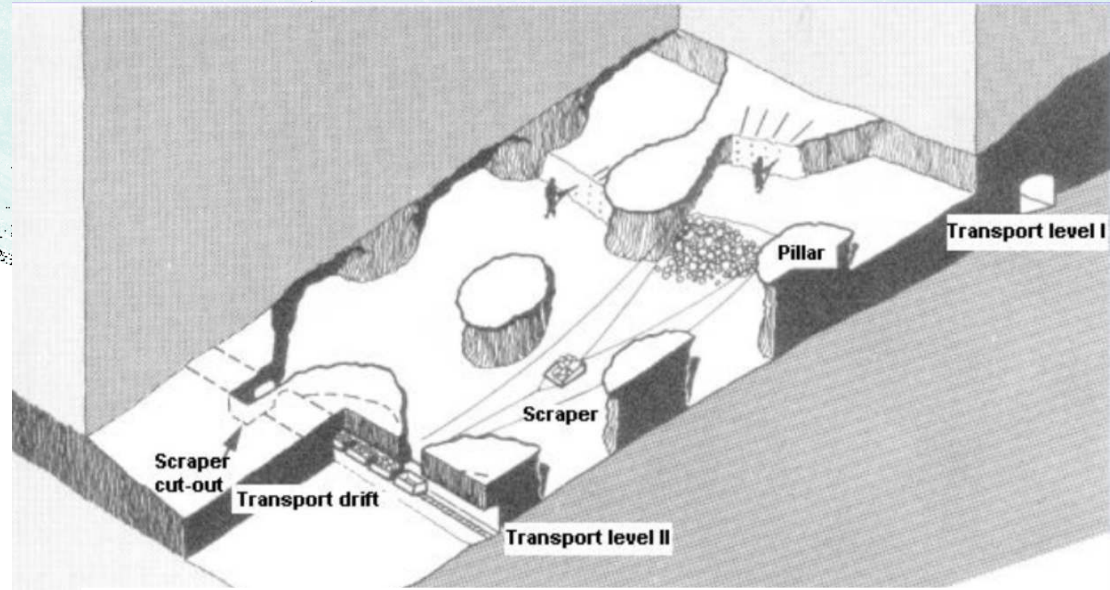 Transport level I
Pillar
Scraper
Scraper
cut-out
Transport drift
Transport level II